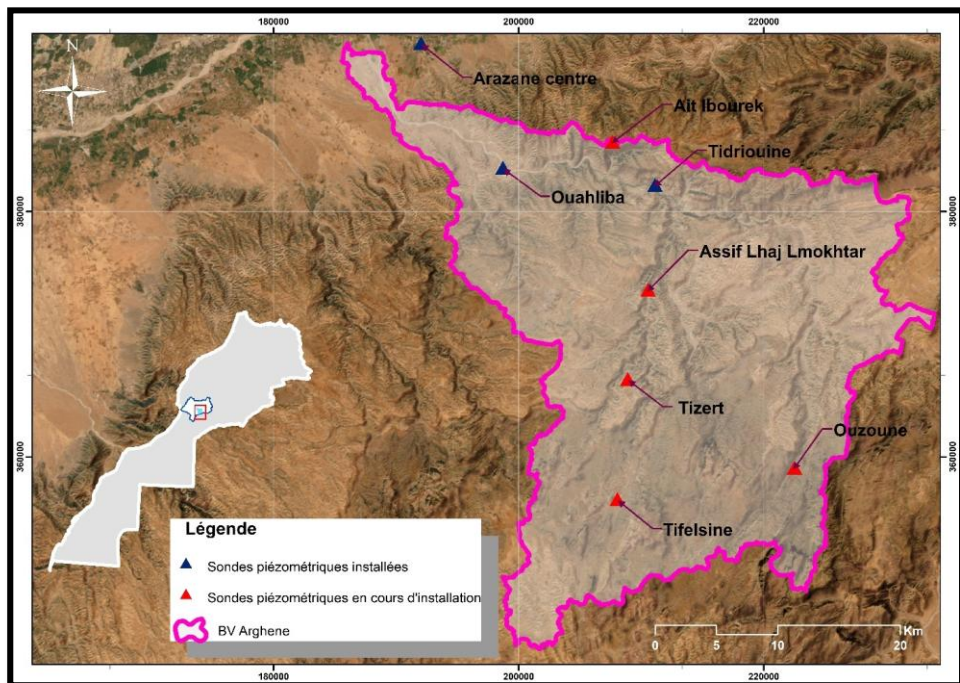 180000
200000
220000
N
Arazane centre
Ait Ibourek
Tidriouine
Ouahliba
380000
380000
Assif Lhaj Lmokhtar
Tizert
Ouzoune
360000
360000
Tifelsine
Légende
Sondes piézométriques installées
Sondes piézométriques en cours d'installation
BV Arghene
Km
0 5 10 20
180000
200000
220000